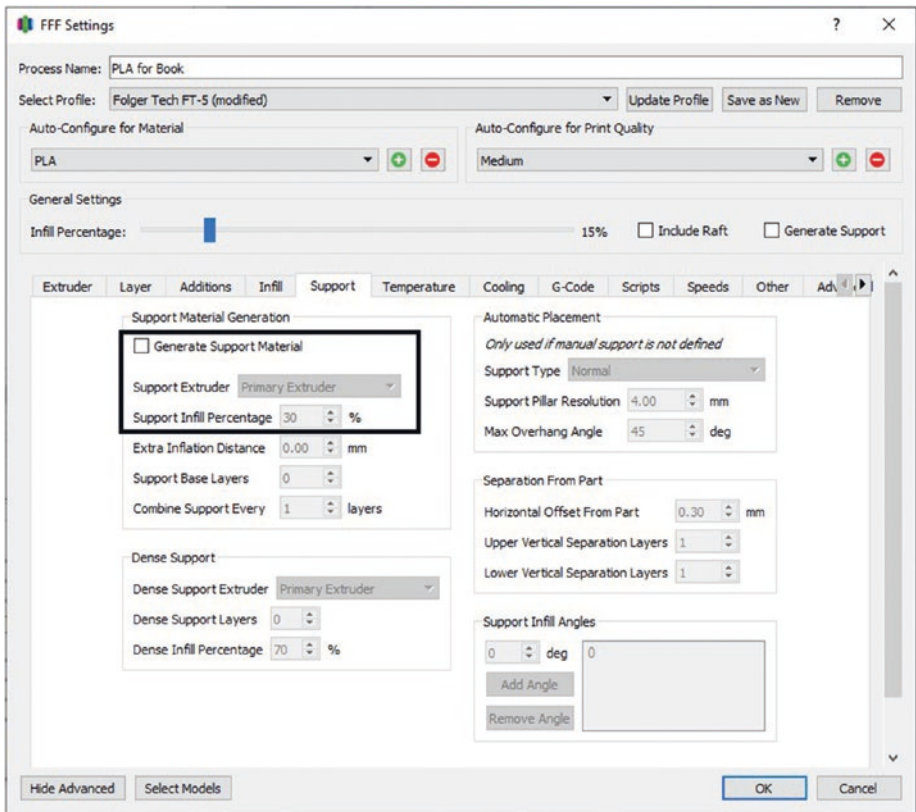 FFF Settings
?
Process Name: PLA for Book
Select Profile: Folger Tech FT-5 (modified) Update Profile Save as New Remove
Auto-Configure for Material
PLA
Auto-Configure for Print Quality
Medium
General Settings
Infill Percentage: 15% Include Raft Generate Support
Extruder Layer Additions Infill Support Temperature Cooling G-Code Scripts Speeds Other
Support Material Generation
Generate Support Material
Support Extruder Primary Extruder
Support Infill Percentage 30 %
Extra Inflation Distance 0.00 mm
Support Base Layers 0
Combine Support Every 1 layers
Dense Support
Dense Support Extruder Primary Extruder
Dense Support Layers 0
Dense Infill Percentage 70 %
Automatic Placement
Only used if manual support is not defined
Support Type Normal
Support Pillar Resolution 4.00 mm
Max Overhang Angle 45 deg
Separation From Part
Horizontal Offset From Part 0.30 mm
Upper Vertical Separation Layers 1
Lower Vertical Separation Layers 1
Support Infill Angles
0 deg 0
Add Angle
Remove Angle
Hide Advanced Select Models OK Cancel